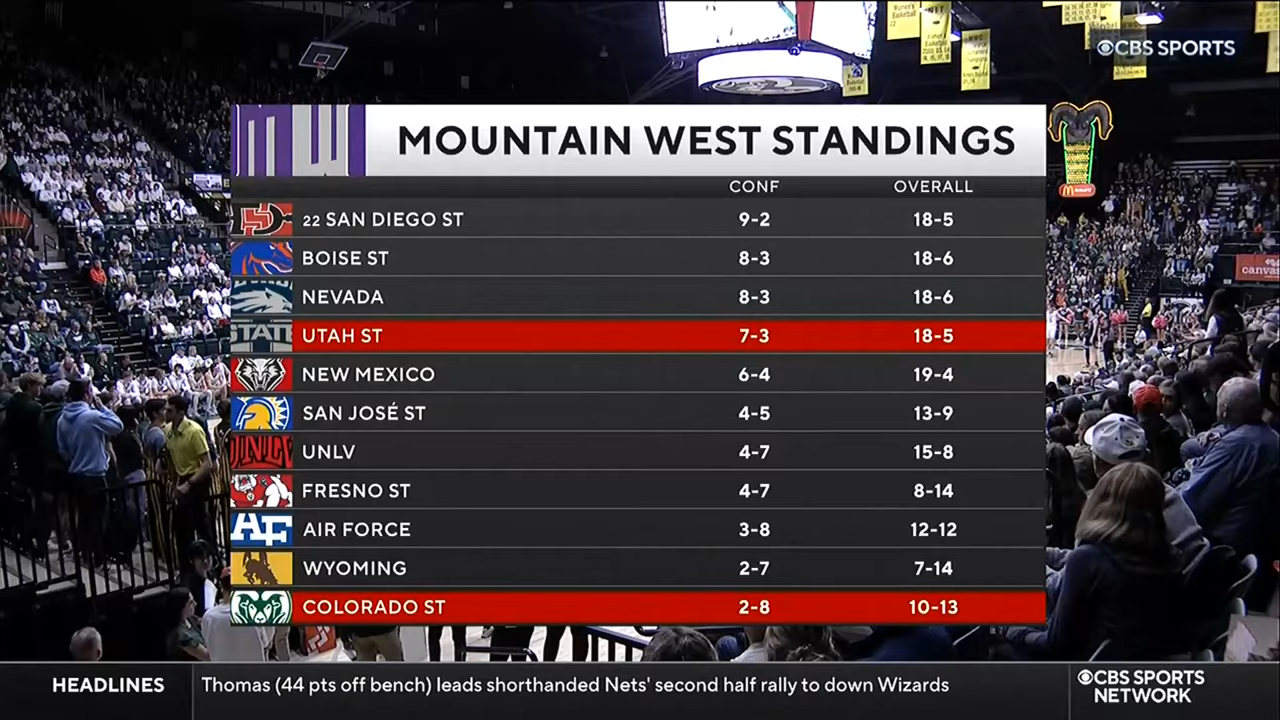 CBS SPORTS
MW
MOUNTAIN WEST STANDINGS
CONF OVERALL
22 SAN DIEGO ST 9-2 18-5
BOISE ST 8-3 18-6
NEVADA 8-3 18-6
STATE UTAH ST 7-3 18-5
NEW MEXICO 6-4 19-4
SAN JOSÉ ST 4-5 13-9
UNLV UNLV 4-7 15-8
FRESNO ST 4-7 8-14
AF AIR FORCE 3-8 12-12
WYOMING 2-7 7-14
COLORADO ST 2-8 10-13
canvas
HEADLINES Thomas (44 pts off bench) leads shorthanded Nets' second half rally to down Wizards
CBS SPORTS
NETWORK